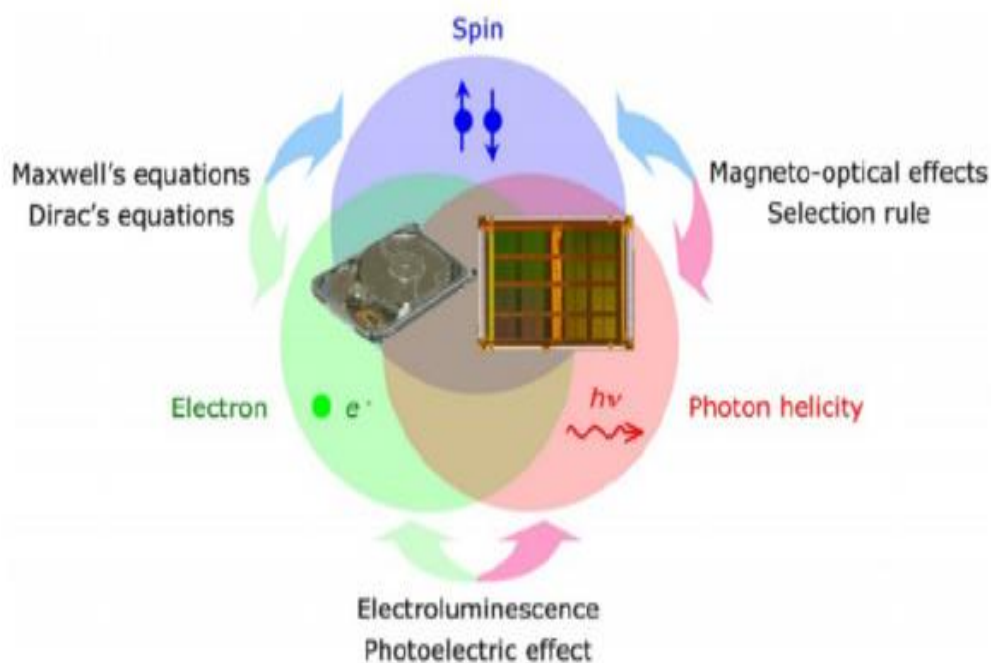 Spin
Maxwell's equations
Dirac's equations
Magneto-optical effects
Selection rule
Electron
e-
hν
Photon helicity
Electroluminescence
Photoelectric effect